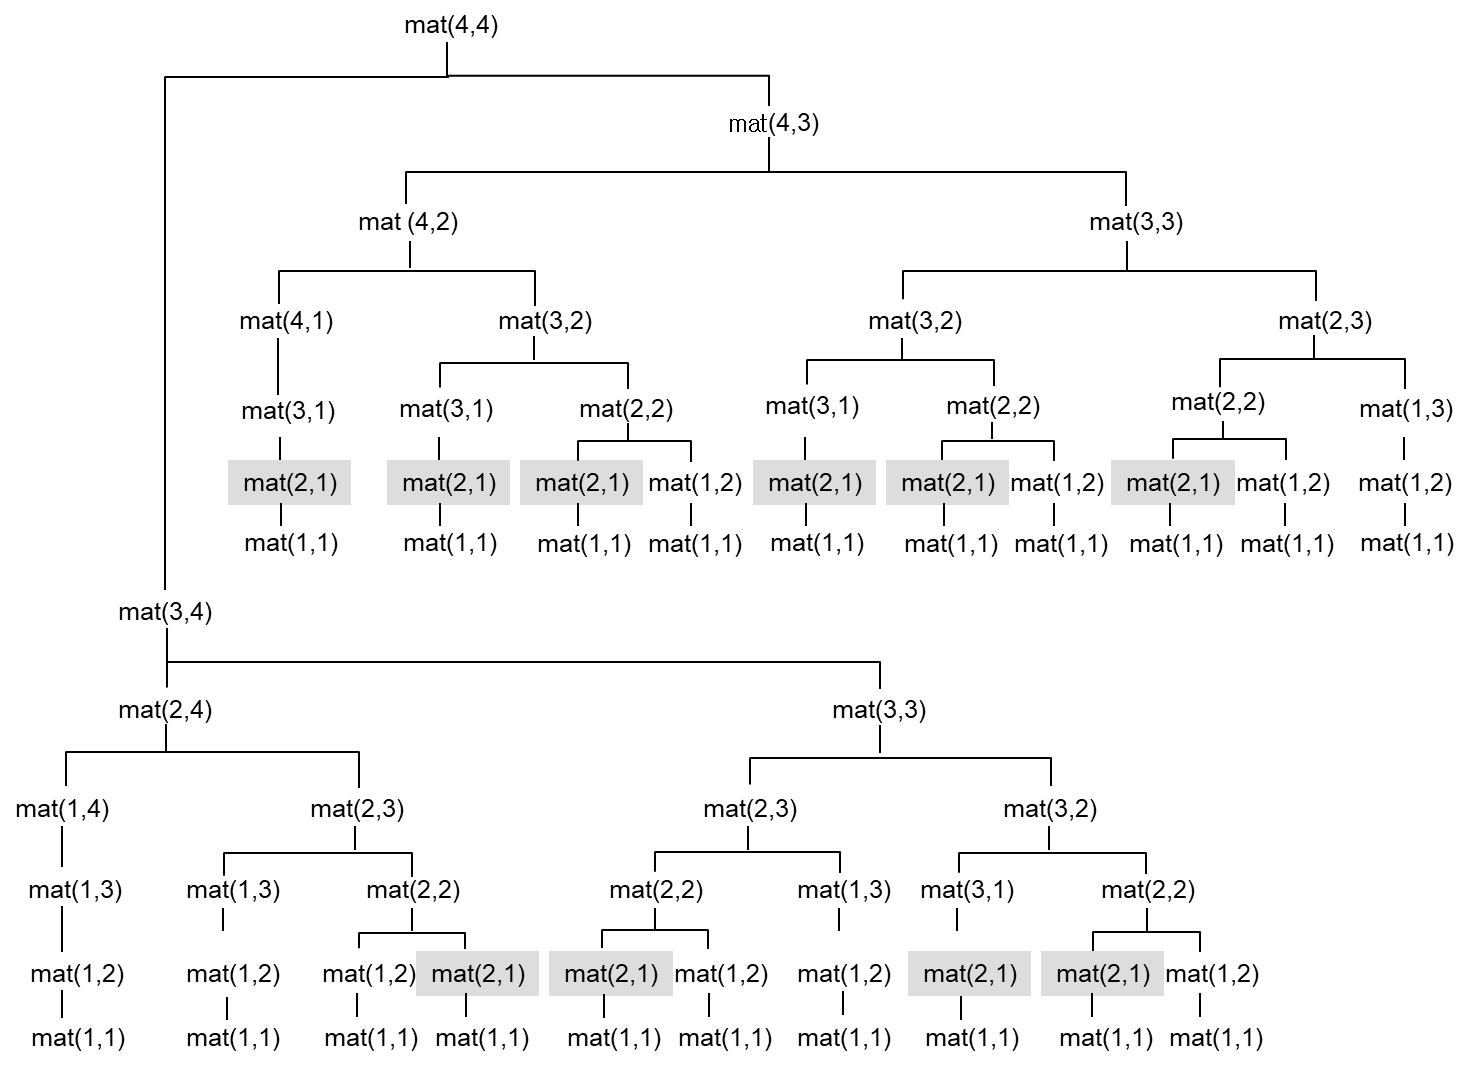 mat(4,4)
mat(4,3)
mat (4,2) mat(3,3)
mat(4,1) mat(3,2) mat(3,2) mat(2,3)
mat(3,1) mat(3,1) mat(2,2) mat(3,1) mat(2,2) mat(2,2) mat(1,3)
mat(2,1) mat(2,1) mat(2,1) mat(1,2) mat(2,1) mat(2,1) mat(1,2) mat(2,1) mat(1,2) mat(1,2)
mat(1,1) mat(1,1) mat(1,1) mat(1,1) mat(1,1) mat(1,1) mat(1,1) mat(1,1) mat(1,1) mat(1,1)
mat(3,4)
mat(2,4) mat(3,3)
mat(1,4) mat(2,3) mat(2,3) mat(3,2)
mat(1,3) mat(1,3) mat(2,2) mat(2,2) mat(1,3) mat(3,1) mat(2,2)
mat(1,2) mat(1,2) mat(1,2) mat(2,1) mat(2,1) mat(1,2) mat(1,2) mat(2,1) mat(2,1) mat(1,2)
mat(1,1) mat(1,1) mat(1,1) mat(1,1) mat(1,1) mat(1,1) mat(1,1) mat(1,1) mat(1,1) mat(1,1)